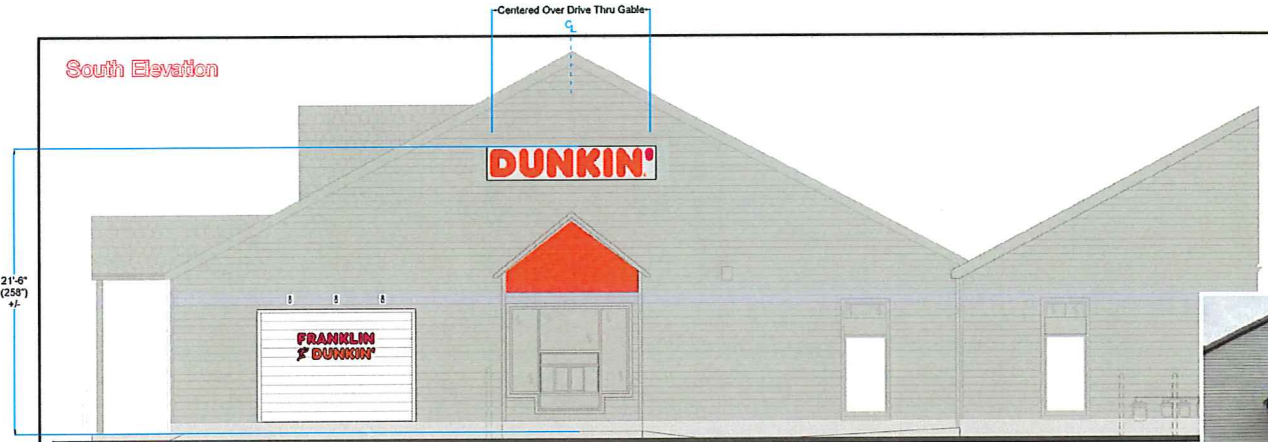 Centered Over Drive Thru Gable
CL
South Elevation
DUNKIN'
21'-6"
(258")
+/-
FRANKLIN
DUNKIN'